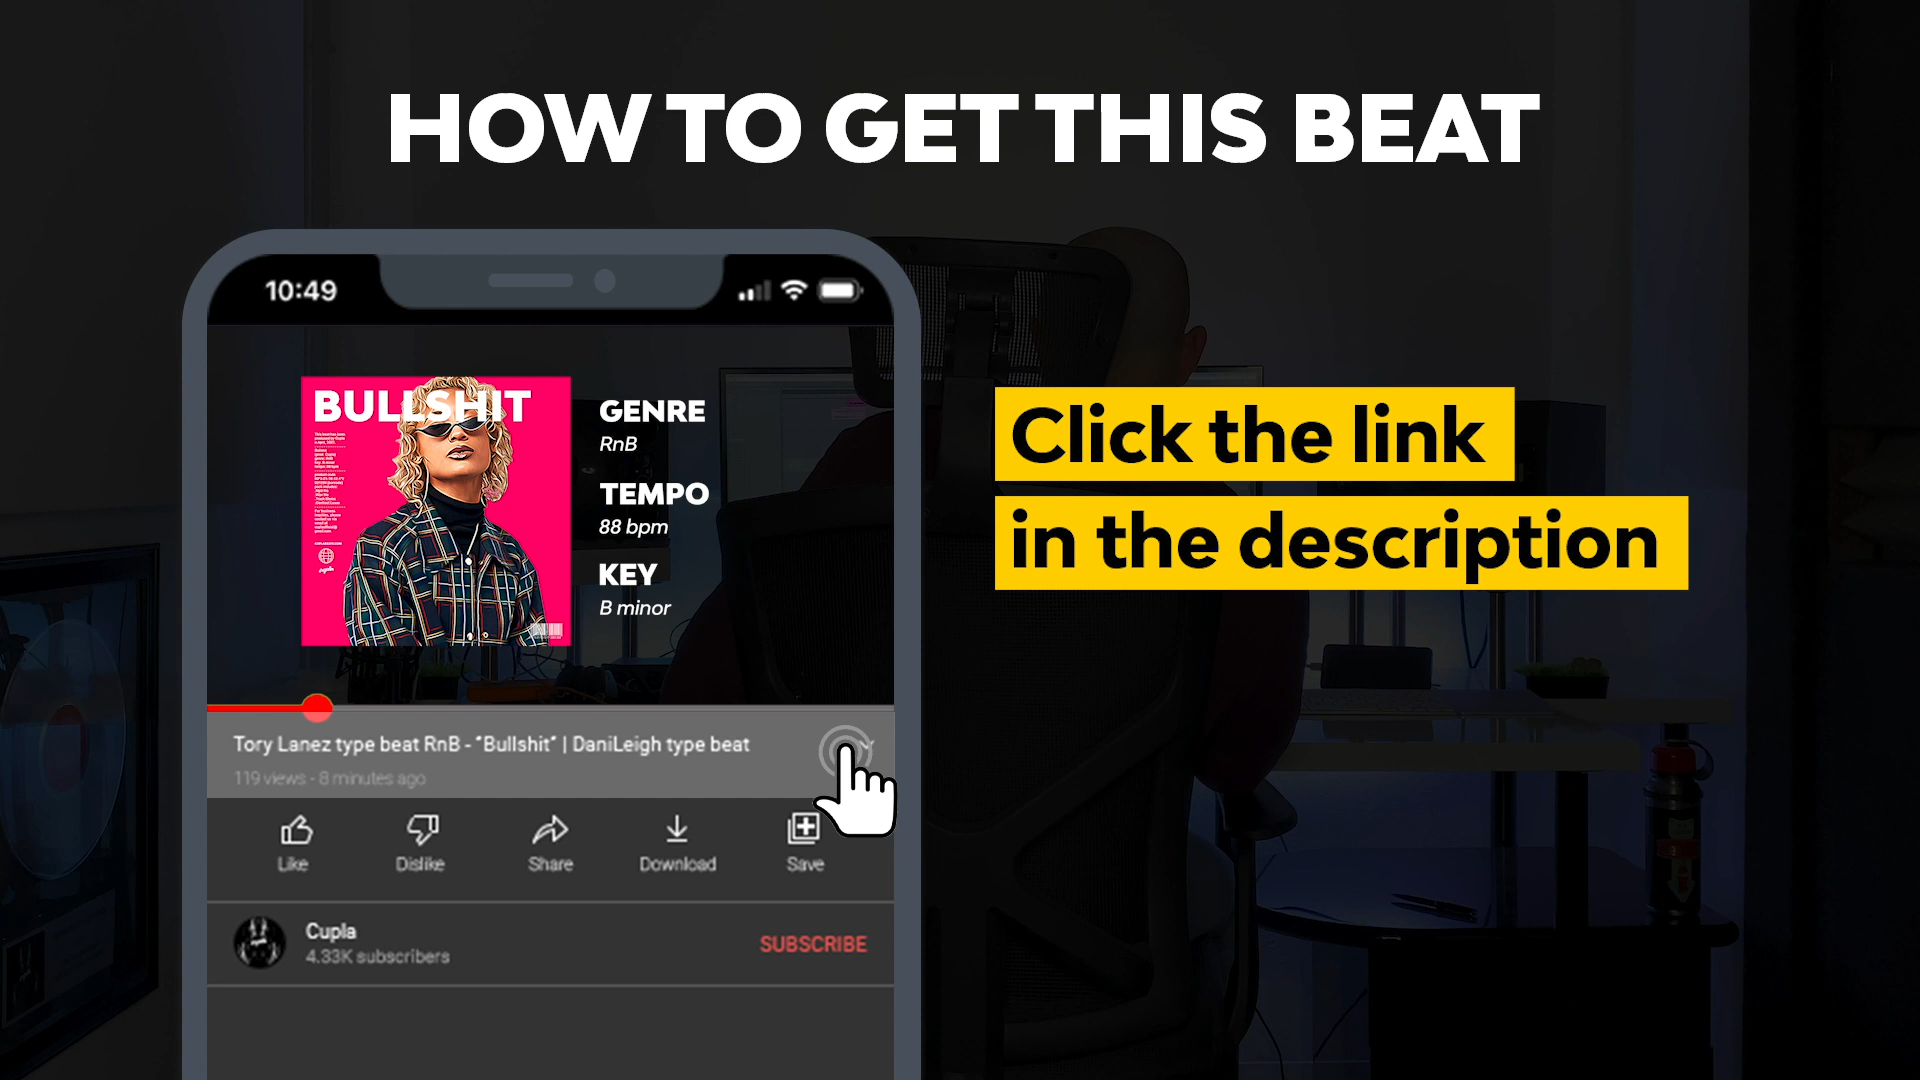 HOW TO GET THIS BEAT
10:49
BULLSHIT
GENRE
RnB
TEMPO
88 bpm
KEY
B minor
Click the link
in the description
Tory Lanez type beat RnB - "Bullshit" | DaniLeigh type beat
119 views - 8 minutes ago
Like
Dislike
Share
Download
Save
Cupla
4.33K subscribers
SUBSCRIBE